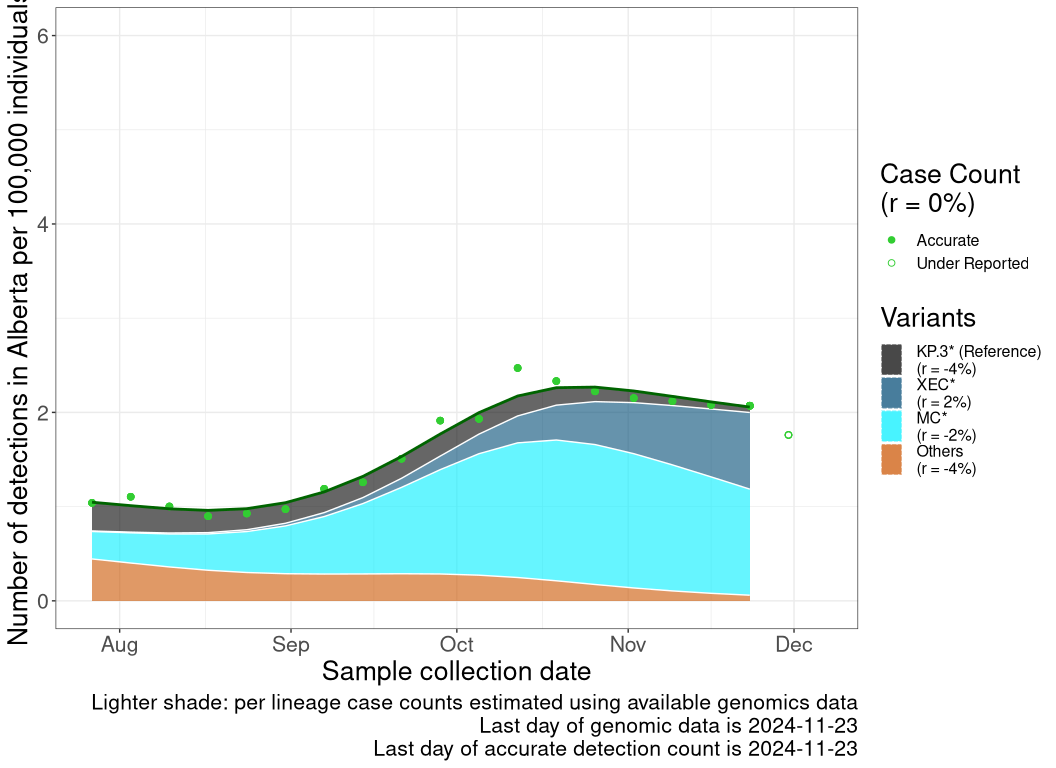 Number of detections in Alberta per 100,000 individuals
6
4
2
0
Aug Sep Oct Nov Dec
Sample collection date
Lighter shade: per lineage case counts estimated using available genomics data
Last day of genomic data is 2024-11-23
Last day of accurate detection count is 2024-11-23
Case Count
(r = 0%)
Accurate
Under Reported
Variants
KP.3* (Reference)
(r = -4%)
XEC*
(r = 2%)
MC*
(r = -2%)
Others
(r = -4%)